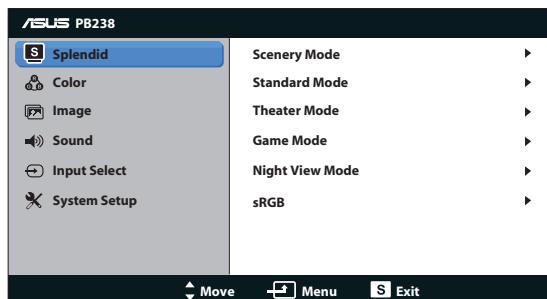 ASUS PB238
S Splendid
Color
Image
Sound
Input Select
System Setup
Scenery Mode
Standard Mode
Theater Mode
Game Mode
Night View Mode
sRGB
Move Menu S Exit